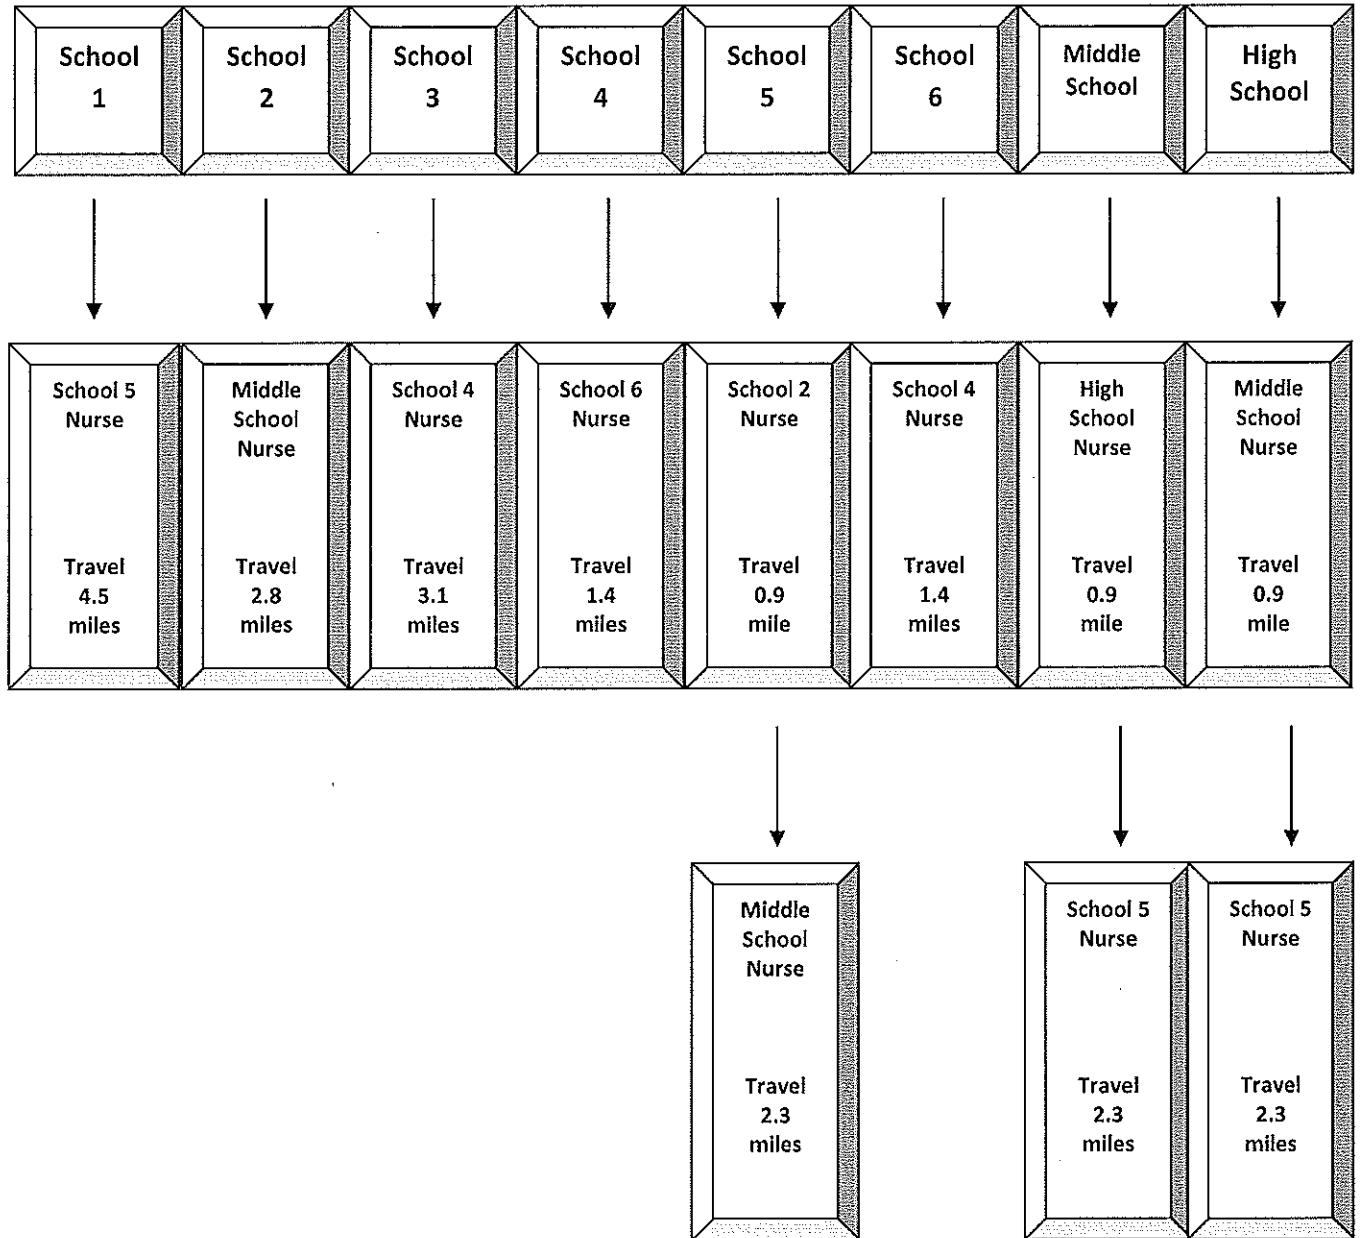 School
1
School
2
School
3
School
4
School
5
School
6
Middle
School
High
School
School 5
Nurse
Travel
4.5
miles
Middle
School
Nurse
Travel
2.8
miles
School 4
Nurse
Travel
3.1
miles
School 6
Nurse
Travel
1.4
miles
School 2
Nurse
Travel
0.9
mile
School 4
Nurse
Travel
1.4
miles
High
School
Nurse
Travel
0.9
mile
Middle
School
Nurse
Travel
0.9
mile
Middle
School
Nurse
Travel
2.3
miles
School 5
Nurse
Travel
2.3
miles
School 5
Nurse
Travel
2.3
miles